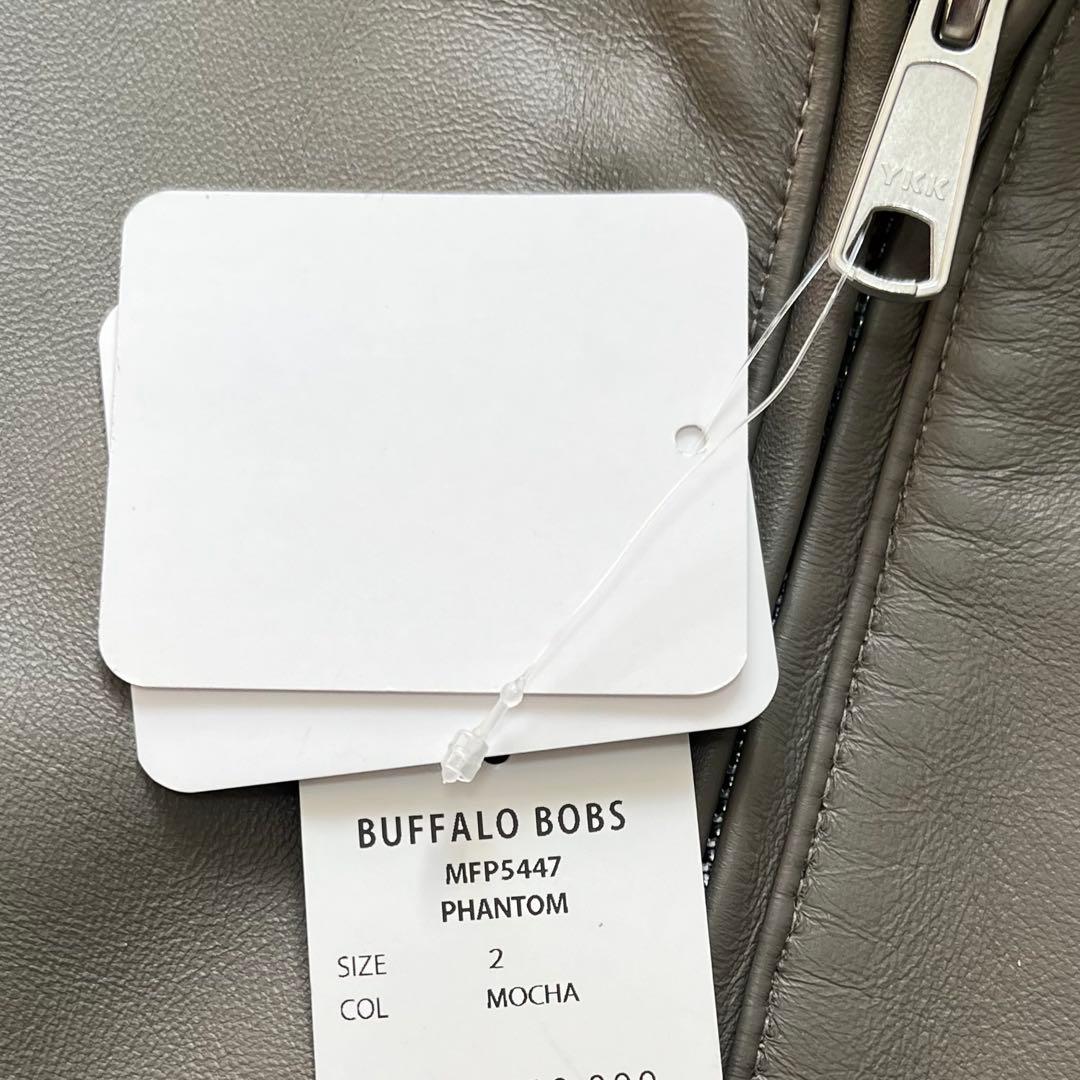 YKK
BUFFALO BOBS
MFP5447
PHANTOM
SIZE 2
COL MOCHA